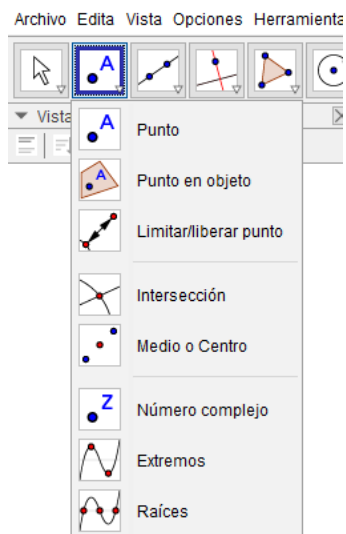 Archivo Edita Vista Opciones Herramienta
A
Vista
A Punto
A Punto en objeto
Limitar/liberar punto
Intersección
Medio o Centro
Z Número complejo
Extremos
Raíces